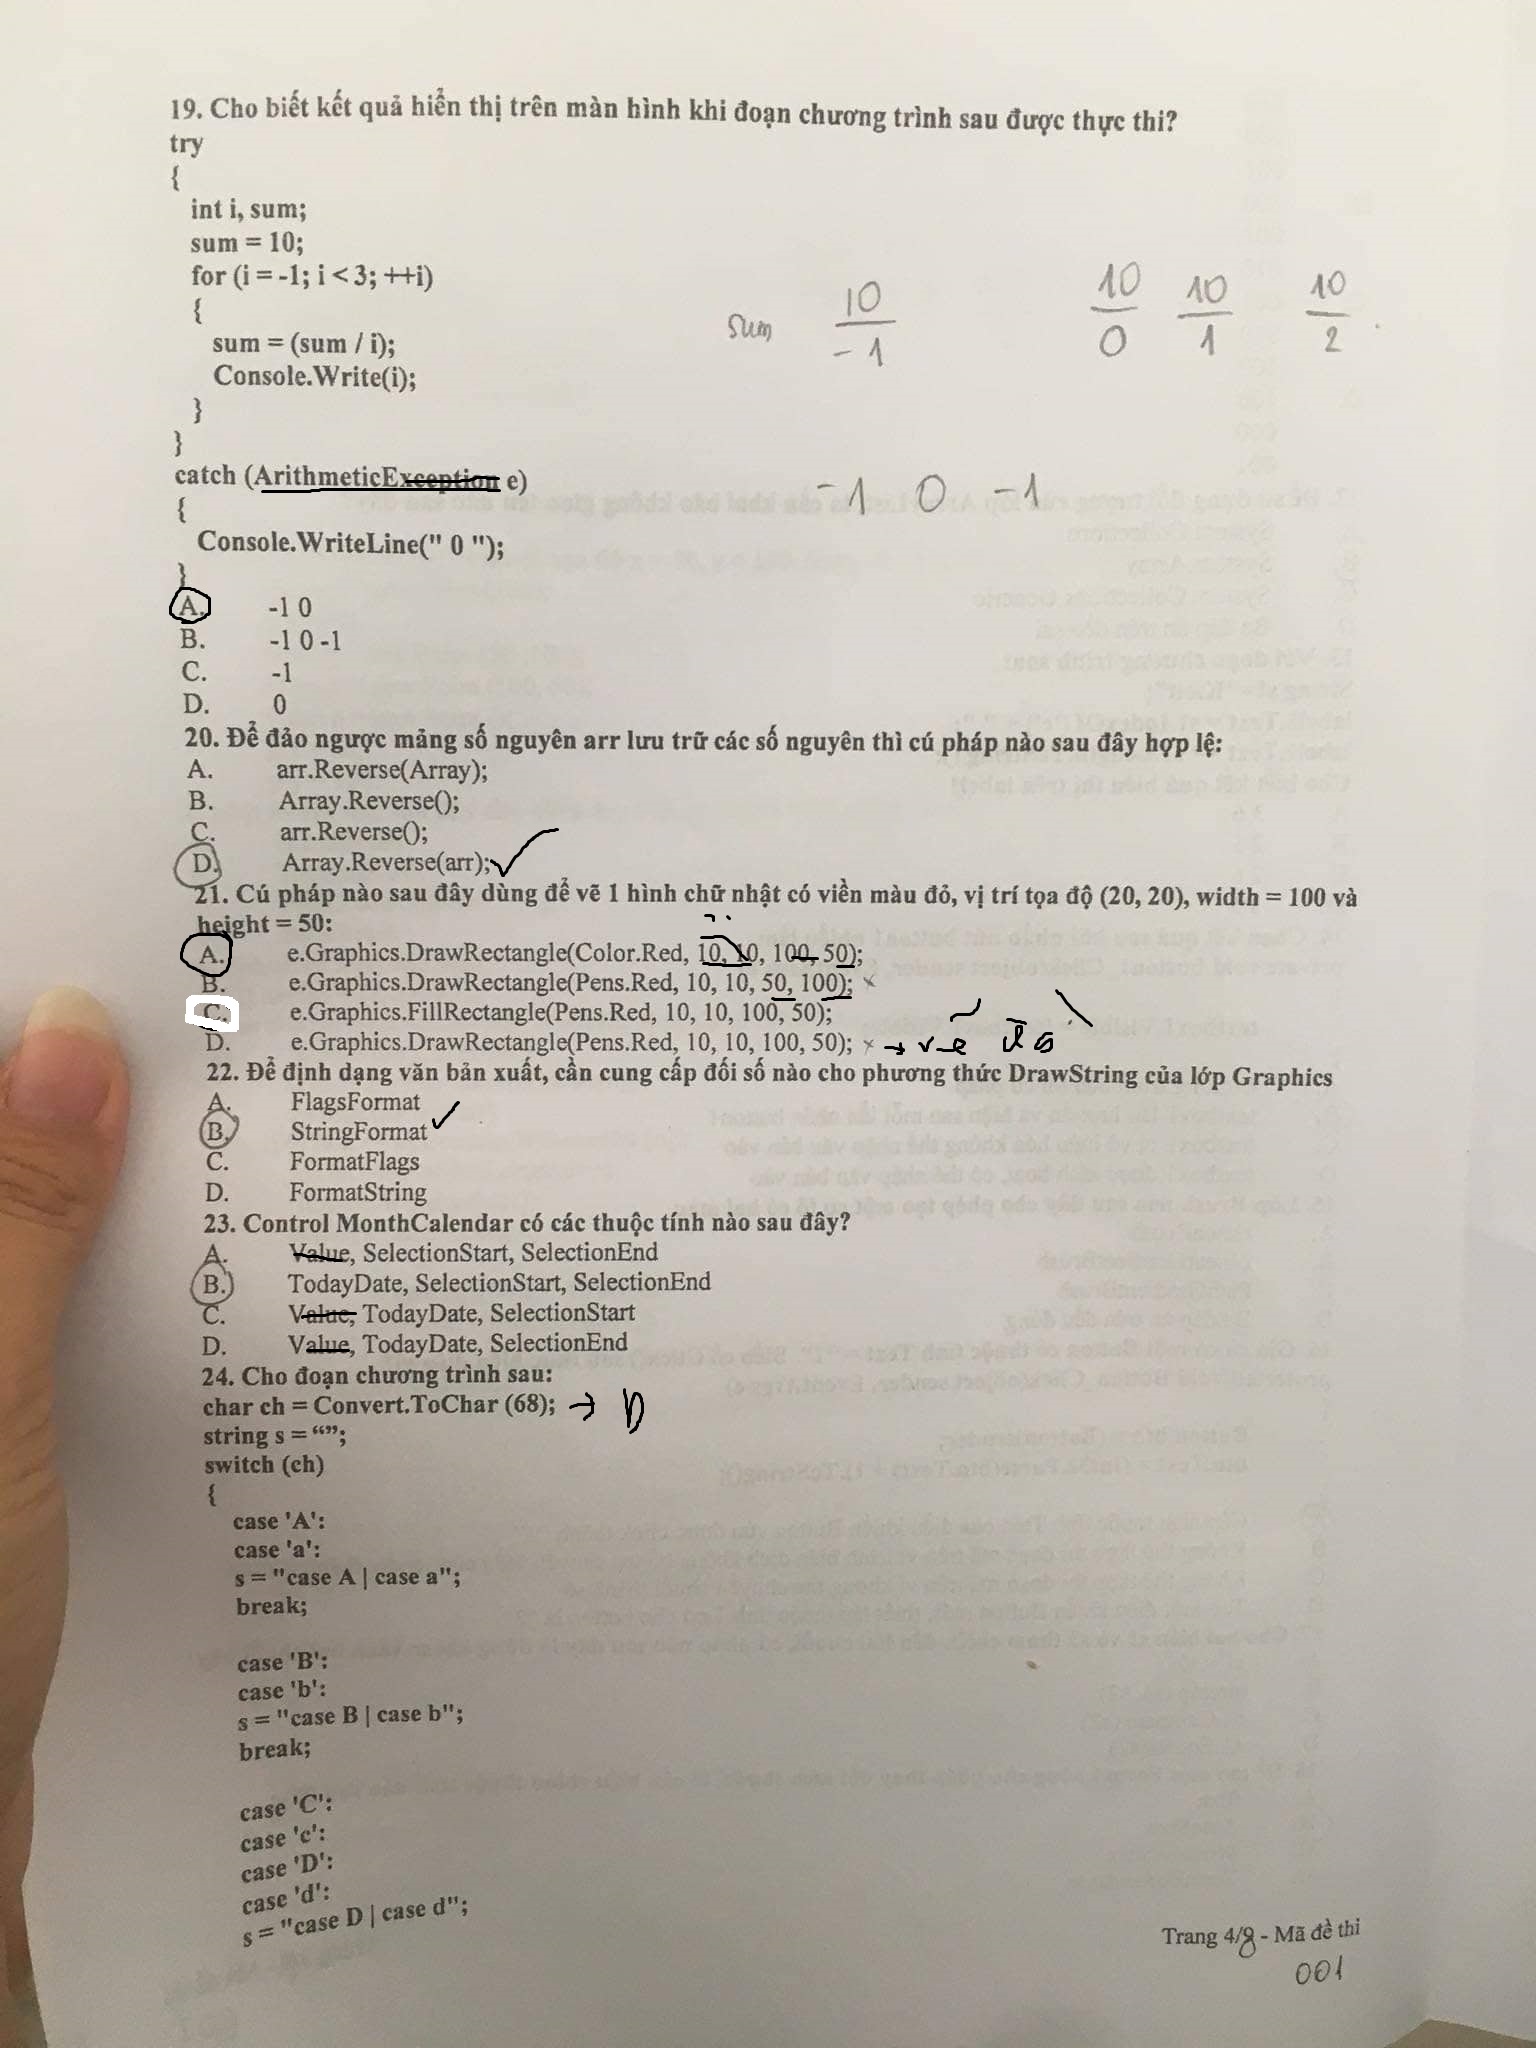 19. Cho biết kết quả hiển thị trên màn hình khi đoạn chương trình sau được thực thi?
try
{
int i, sum;
sum = 10;
for (i = -1; i < 3; ++i)
{
sum = (sum / i);
Console.Write(i);
}
}
sum 10/-1 10/0 10/1 10/2
catch (ArithmeticException e)
{
Console.WriteLine(" 0 ");
}
-1 0 -1
A. -1 0
B. -1 0 -1
C. -1
D. 0
20. Để đảo ngược mảng số nguyên arr lưu trữ các số nguyên thì cú pháp nào sau đây hợp lệ:
A. arr.Reverse(Array);
B. Array.Reverse();
C. arr.Reverse();
D. Array.Reverse(arr);
21. Cú pháp nào sau đây dùng để vẽ 1 hình chữ nhật có viền màu đỏ, vị trí tọa độ (20, 20), width = 100 và
height = 50:
A. e.Graphics.DrawRectangle(Color.Red, 10, 10, 100, 50);
B. e.Graphics.DrawRectangle(Pens.Red, 10, 10, 50, 100); x
C. e.Graphics.FillRectangle(Pens.Red, 10, 10, 100, 50);
D. e.Graphics.DrawRectangle(Pens.Red, 10, 10, 100, 50); x → vẽ
22. Để định dạng văn bản xuất, cần cung cấp đối số nào cho phương thức DrawString của lớp Graphics
A. FlagsFormat
B. StringFormat
C. FormatFlags
D. FormatString
23. Control MonthCalendar có các thuộc tính nào sau đây?
A. Value, SelectionStart, SelectionEnd
B. TodayDate, SelectionStart, SelectionEnd
C. Value, TodayDate, SelectionStart
D. Value, TodayDate, SelectionEnd
24. Cho đoạn chương trình sau:
char ch = Convert.ToChar (68); → D
string s = “”;
switch (ch)
{
case 'A':
case 'a':
s = "case A | case a";
break;
case 'B':
case 'b':
s = "case B | case b";
break;
case 'C':
case 'c':
case 'D':
case 'd':
s = "case D | case d";
Trang 4/8 - Mã đề thi
001